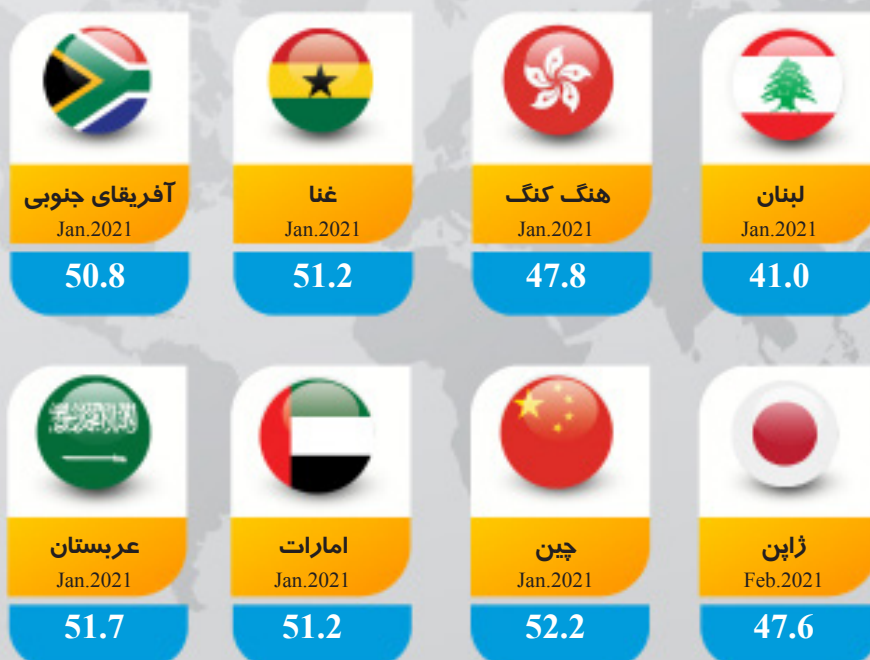 لبنان
Jan.2021
41.0
هنگ کنگ
Jan.2021
47.8
غنا
Jan.2021
51.2
آفریقای جنوبی
Jan.2021
50.8
ژاپن
Feb.2021
47.6
چین
Jan.2021
52.2
امارات
Jan.2021
51.2
عربستان
Jan.2021
51.7